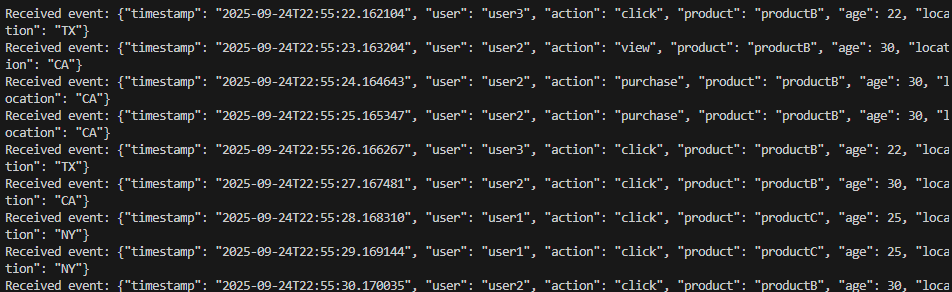 Received event: {"timestamp": "2025-09-24T22:55:22.162104", "user": "user3", "action": "click", "product": "productB", "age": 22, "loca
tion": "TX"}
Received event: {"timestamp": "2025-09-24T22:55:23.163204", "user": "user2", "action": "view", "product": "productB", "age": 30, "locat
ion": "CA"}
Received event: {"timestamp": "2025-09-24T22:55:24.164643", "user": "user2", "action": "purchase", "product": "productB", "age": 30, "l
ocation": "CA"}
Received event: {"timestamp": "2025-09-24T22:55:25.165347", "user": "user2", "action": "purchase", "product": "productB", "age": 30, "l
ocation": "CA"}
Received event: {"timestamp": "2025-09-24T22:55:26.166267", "user": "user3", "action": "click", "product": "productB", "age": 22, "loca
tion": "TX"}
Received event: {"timestamp": "2025-09-24T22:55:27.167481", "user": "user2", "action": "click", "product": "productB", "age": 30, "loca
tion": "CA"}
Received event: {"timestamp": "2025-09-24T22:55:28.168310", "user": "user1", "action": "click", "product": "productC", "age": 25, "loca
tion": "NY"}
Received event: {"timestamp": "2025-09-24T22:55:29.169144", "user": "user1", "action": "click", "product": "productC", "age": 25, "loca
tion": "NY"}
Received event: {"timestamp": "2025-09-24T22:55:30.170035", "user": "user2", "action": "click", "product": "productB", "age": 30, "loca